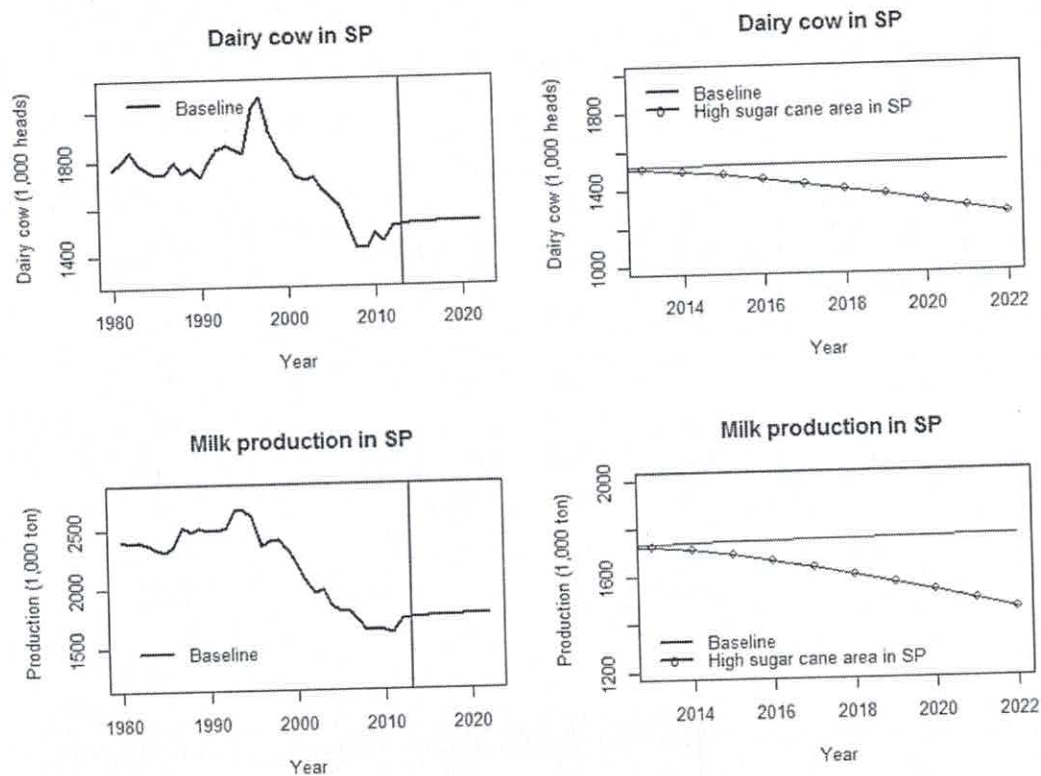 Dairy cow in SP
Dairy cow (1,000 heads)
1800
1400
Baseline
1980 1990 2000 2010 2020
Year
Dairy cow in SP
Dairy cow (1,000 heads)
1800
1400
1000
Baseline
High sugar cane area in SP
2014 2016 2018 2020 2022
Year
Milk production in SP
Production (1,000 ton)
2500
2000
1500
Baseline
1980 1990 2000 2010 2020
Year
Milk production in SP
Production (1,000 ton)
2000
1600
1200
Baseline
High sugar cane area in SP
2014 2016 2018 2020 2022
Year